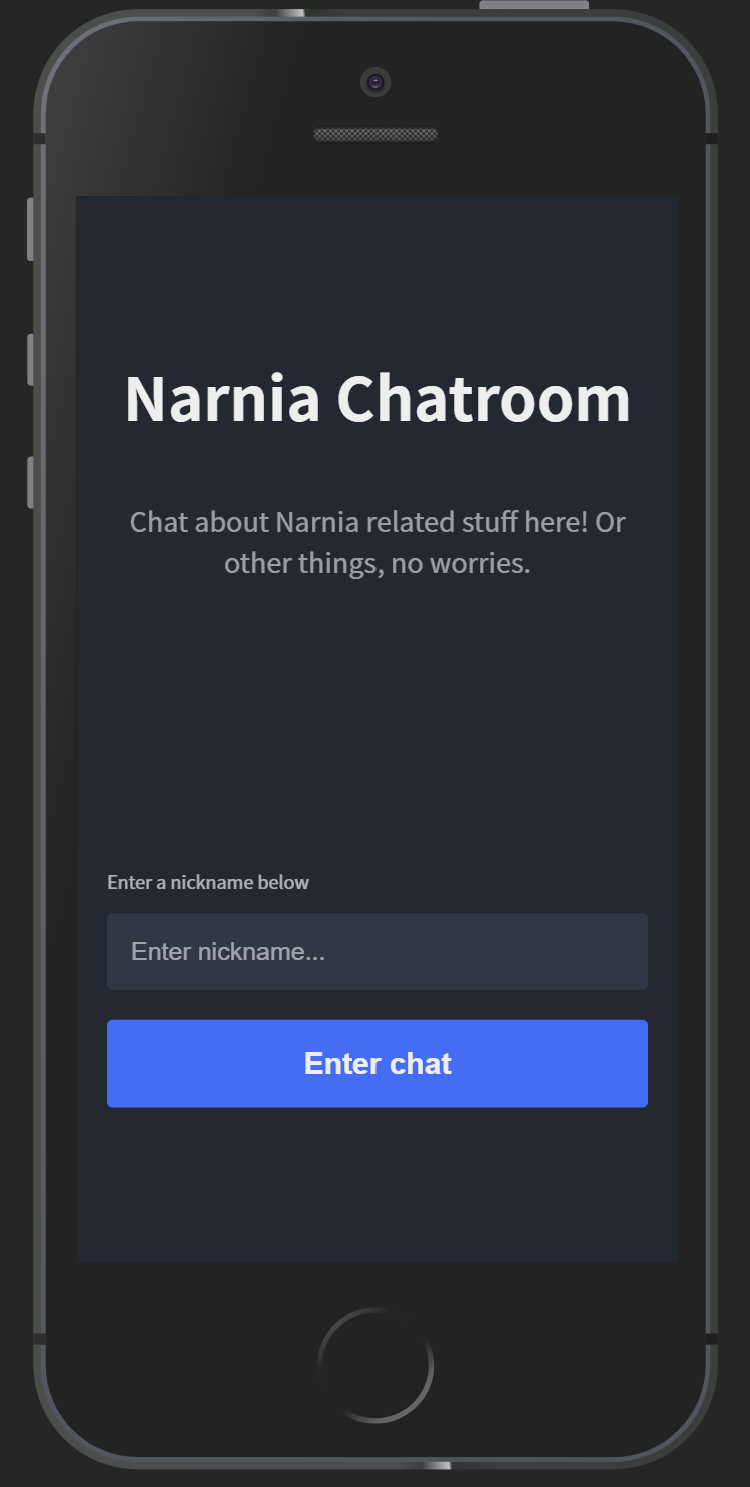 Narnia Chatroom
Chat about Narnia related stuff here! Or
other things, no worries.
Enter a nickname below
Enter nickname...
Enter chat